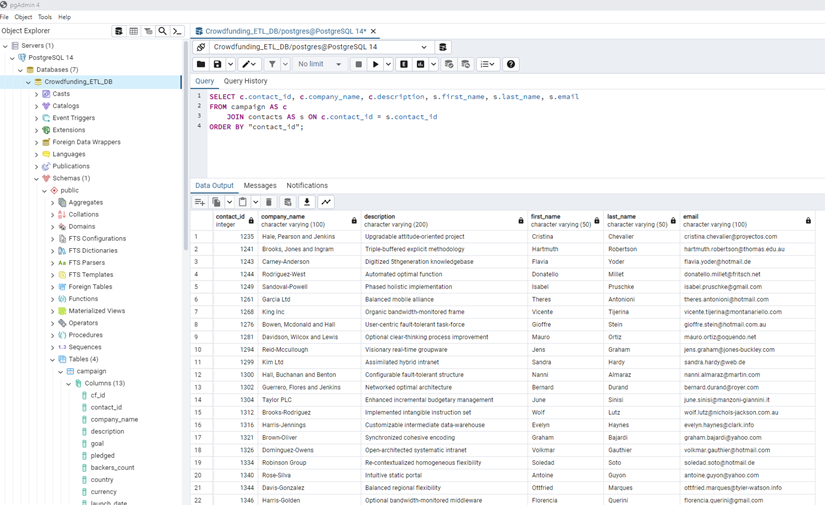 pgAdmin 4
File Object Tools Help
Object Explorer
Servers (1)
PostgreSQL 14
Databases (7)
Crowdfunding_ETL_DB
Casts
Catalogs
Event Triggers
Extensions
Foreign Data Wrappers
Languages
Publications
Schemas (1)
public
Aggregates
Collations
Domains
FTS Configurations
FTS Dictionaries
FTS Parsers
FTS Templates
Foreign Tables
Functions
Materialized Views
Operators
Procedures
1..3 Sequences
Tables (4)
campaign
Columns (13)
cf_id
contact_id
company_name
description
goal
pledged
backers_count
country
currency
launch_date
Crowdfunding_ETL_DB/postgres@PostgreSQL 14*
Crowdfunding_ETL_DB/postgres@PostgreSQL 14
No limit
Query Query History
1 SELECT c.contact_id, c.company_name, c.description, s.first_name, s.last_name, s.email
2 FROM campaign AS c
3 JOIN contacts AS s ON c.contact_id = s.contact_id
4 ORDER BY "contact_id";
Data Output Messages Notifications
contact_id company_name description first_name last_name email
integer character varying (100) character varying (200) character varying (50) character varying (50) character varying (100)
1 1235 Hale, Pearson and Jenkins Upgradable attitude-oriented project Cristina Chevalier cristina.chevalier@proyectos.com
2 1241 Brooks, Jones and Ingram Triple-buffered explicit methodology Hartmuth Robertson hartmuth.robertson@thomas.edu.au
3 1243 Carney-Anderson Digitized 5thgeneration knowledgebase Flavia Yoder flavia.yoder@hotmail.de
4 1244 Rodriguez-West Automated optimal function Donatello Millet donatello.millet@fritsch.net
5 1249 Sandoval-Powell Phased holistic implementation Isabel Pruschke isabel.pruschke@gmail.com
6 1261 Garcia Ltd Balanced mobile alliance Theres Antonioni theres.antonioni@hotmail.com
7 1268 King Inc Organic bandwidth-monitored frame Vicente Tijerina vicente.tijerina@montanariello.com
8 1276 Bowen, Mcdonald and Hall User-centric fault-tolerant task-force Gioffre Stein gioffre.stein@hotmail.com.au
9 1281 Davidson, Wilcox and Lewis Optional clear-thinking process improvement Mauro Ortiz mauro.ortiz@oquendo.net
10 1294 Reid-Mccullough Visionary real-time groupware Jens Graham jens.graham@jones-buckley.com
11 1299 Kim Ltd Assimilated hybrid intranet Sandra Hardy sandra.hardy@web.de
12 1300 Hall, Buchanan and Benton Configurable fault-tolerant structure Nanni Almaraz nanni.almaraz@martin.com
13 1302 Guerrero, Flores and Jenkins Networked optimal architecture Bernard Durand bernard.durand@royer.com
14 1304 Taylor PLC Enhanced incremental budgetary management June Sinisi june.sinisi@manzoni-giannini.it
15 1312 Brooks-Rodriguez Implemented intangible instruction set Wolf Lutz wolf.lutz@nichols-jackson.com.au
16 1316 Harris-Jennings Customizable intermediate data-warehouse Evelyn Haynes evelyn.haynes@clark.info
17 1321 Brown-Oliver Synchronized cohesive encoding Graham Bajardi graham.bajardi@yahoo.com
18 1326 Dominguez-Owens Open-architected systematic intranet Volkmar Gauthier volkmar.gauthier@hotmail.com
19 1334 Robinson Group Re-contextualized homogeneous flexibility Soledad Soto soledad.soto@hotmail.de
20 1340 Rose-Silva Intuitive static portal Antoine Guyon antoine.guyon@yahoo.com
21 1344 Davis-Gonzalez Balanced regional flexibility Ottfried Marques ottfried.marques@tyler-watson.info
22 1346 Harris-Golden Optional bandwidth-monitored middleware Florencia Querini florencia.querini@gmail.com